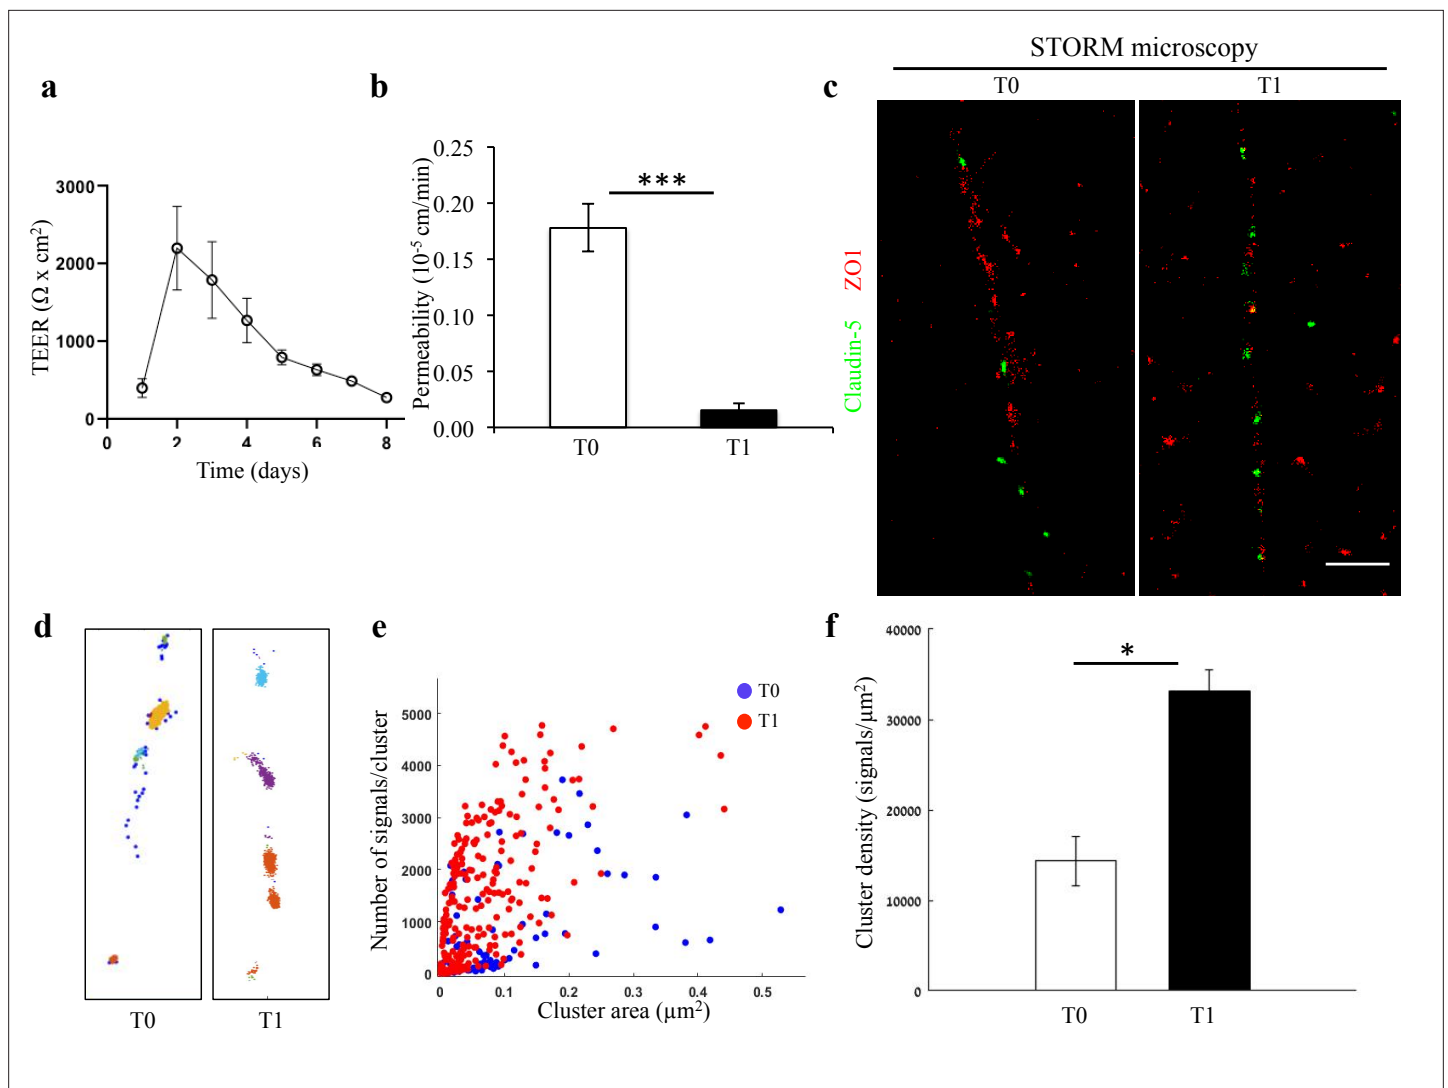 STORM microscopy
T0
T1
a
b
c
3000
2000
1000
0
TEER (Ω x cm²)
0
2
4
6
8
Time (days)
0.25
0.20
0.15
0.10
0.05
0.00
Permeability (10⁻⁵ cm/min)
***
T0
T1
Claudin-5 ZO1
d
e
f
T0
T1
5000
4000
3000
2000
1000
0
Number of signals/cluster
T0
T1
0
0.1
0.2
0.3
0.4
0.5
Cluster area (µm²)
40000
30000
20000
10000
0
Cluster density (signals/µm²)
*
T0
T1